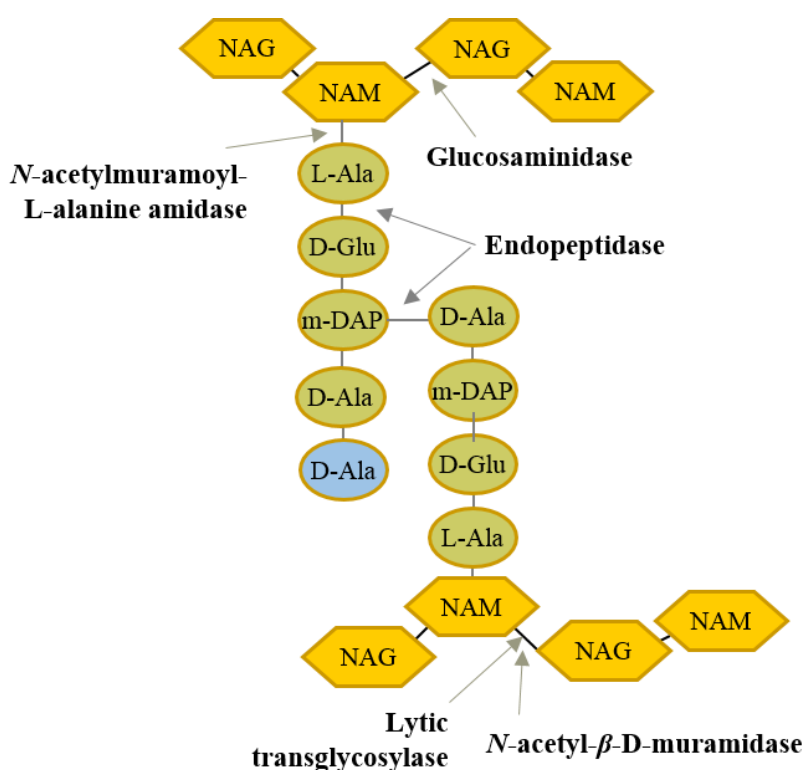 NAG
NAG
NAM
NAM
Glucosaminidase
N-acetylmuramoyl-
L-alanine amidase
L-Ala
D-Glu
Endopeptidase
m-DAP
D-Ala
D-Ala
m-DAP
D-Ala
D-Glu
L-Ala
NAM
NAM
NAG
NAG
Lytic
transglycosylase
N-acetyl-β-D-muramidase